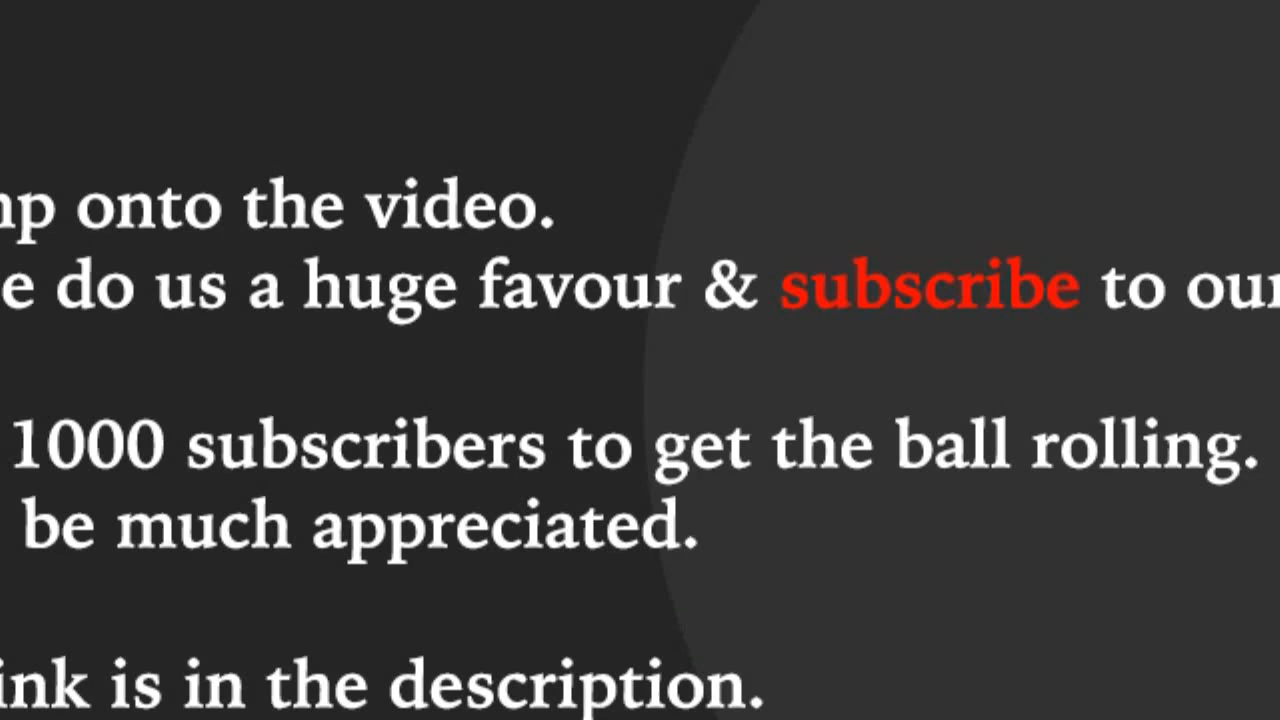 onto the video.
do us a huge favour & subscribe to our
1000 subscribers to get the ball rolling.
be much appreciated.
is in the description.